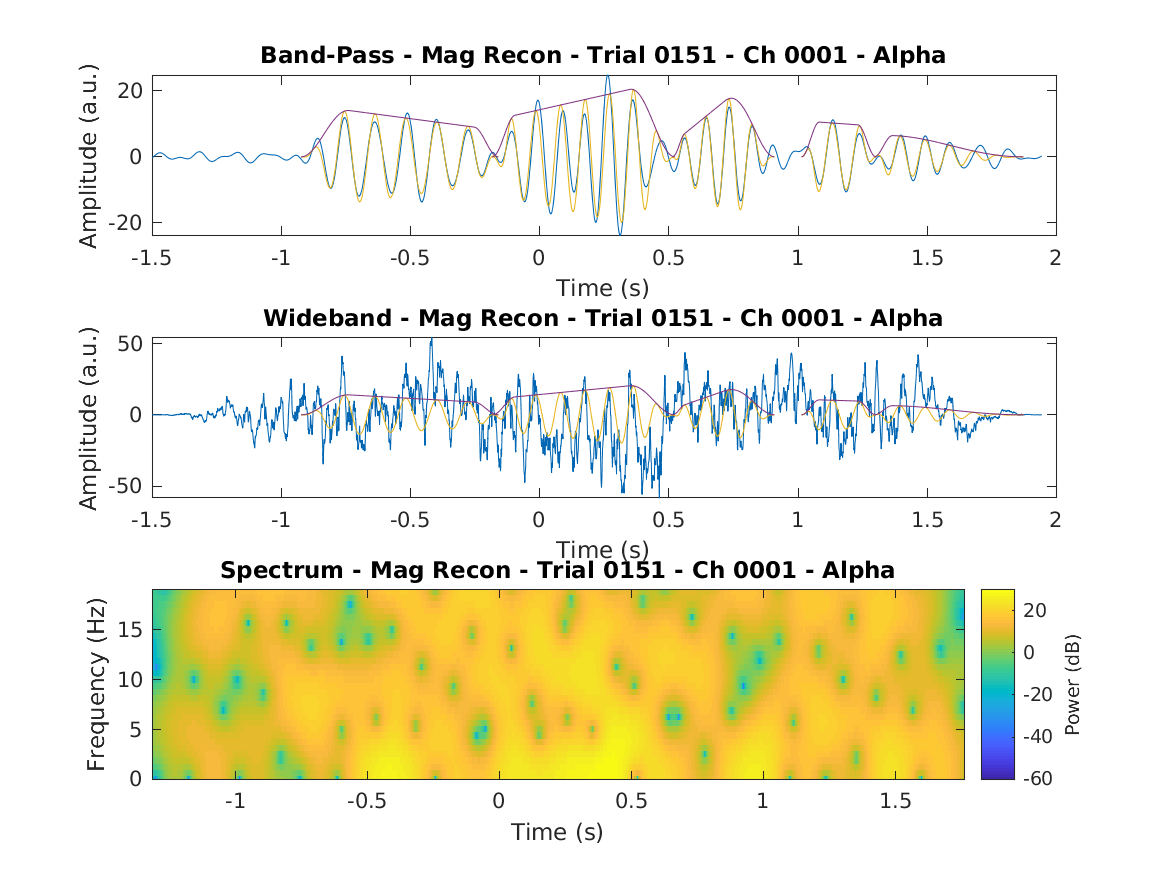 Band-Pass - Mag Recon - Trial 0151 - Ch 0001 - Alpha
Amplitude (a.u.)
20
0
-20
-1.5 -1 -0.5 0 0.5 1 1.5 2
Time (s)
Wideband - Mag Recon - Trial 0151 - Ch 0001 - Alpha
Amplitude (a.u.)
50
0
-50
-1.5 -1 -0.5 0 0.5 1 1.5 2
Time (s)
Spectrum - Mag Recon - Trial 0151 - Ch 0001 - Alpha
Frequency (Hz)
15
10
5
0
-1 -0.5 0 0.5 1 1.5
Time (s)
20
0
-20
-40
-60
Power (dB)